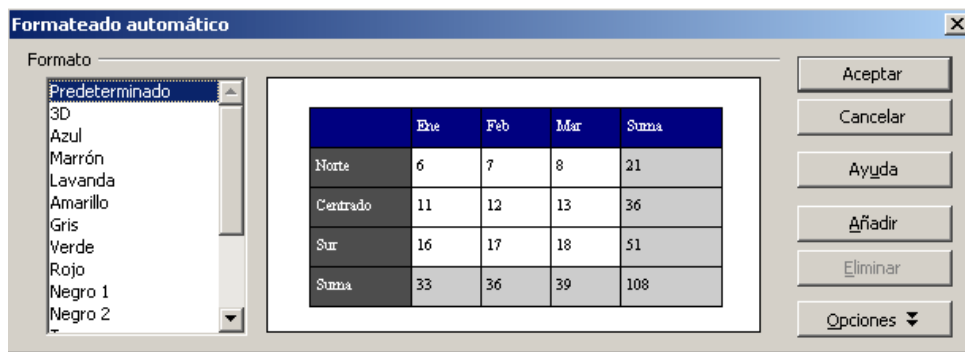 Formateado automático
Formato
Predeterminado
3D
Azul
Marrón
Lavanda
Amarillo
Gris
Verde
Rojo
Negro 1
Negro 2
Ene Feb Mar Suma
Norte 6 7 8 21
Centrado 11 12 13 36
Sur 16 17 18 51
Suma 33 36 39 108
Aceptar
Cancelar
Ayuda
Añadir
Eliminar
Opciones